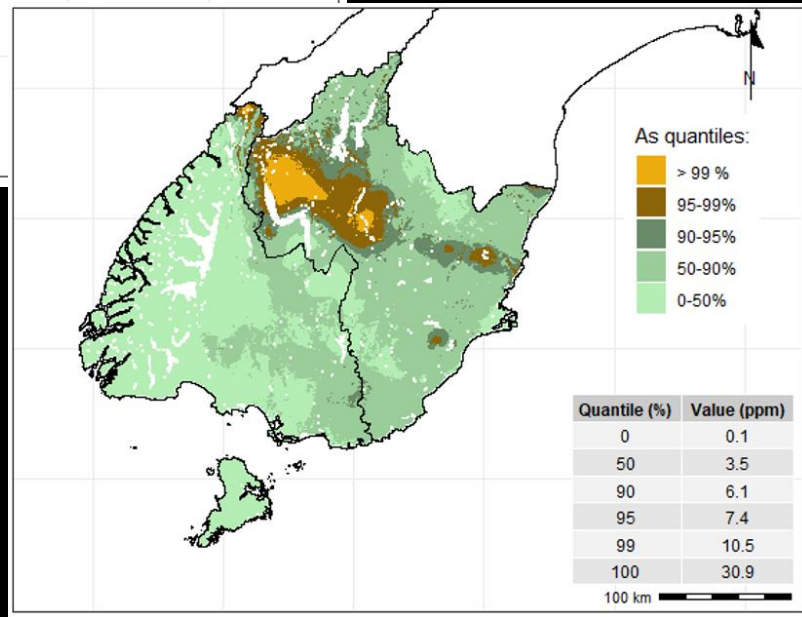 N
As quantiles:
> 99 %
95-99%
90-95%
50-90%
0-50%
Quantile (%) Value (ppm)
0 0.1
50 3.5
90 6.1
95 7.4
99 10.5
100 30.9
100 km